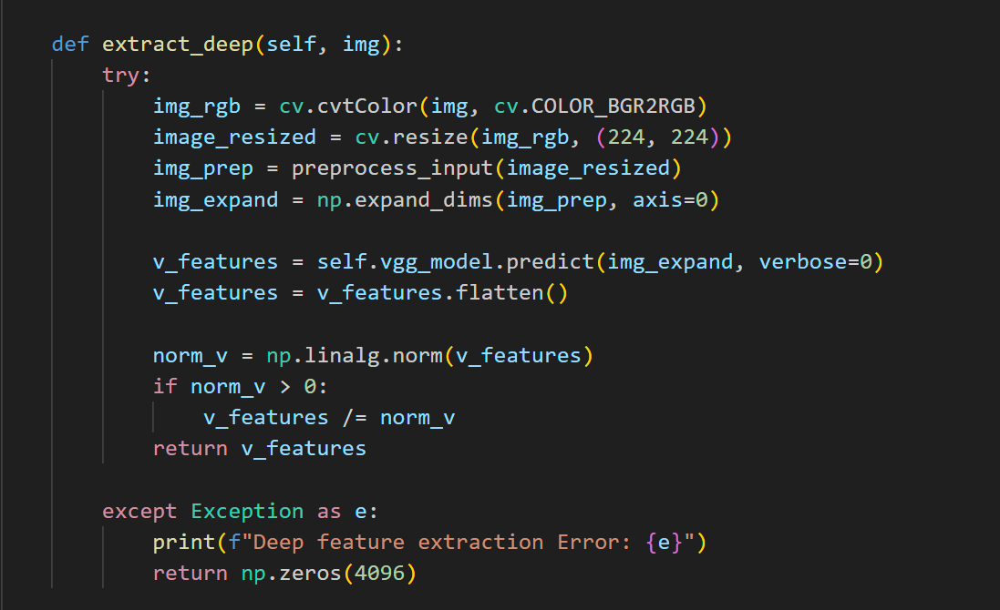 def extract_deep(self, img):
    try:
        img_rgb = cv.cvtColor(img, cv.COLOR_BGR2RGB)
        image_resized = cv.resize(img_rgb, (224, 224))
        img_prep = preprocess_input(image_resized)
        img_expand = np.expand_dims(img_prep, axis=0)

        v_features = self.vgg_model.predict(img_expand, verbose=0)
        v_features = v_features.flatten()

        norm_v = np.linalg.norm(v_features)
        if norm_v > 0:
            v_features /= norm_v
        return v_features

    except Exception as e:
        print(f"Deep feature extraction Error: {e}")
        return np.zeros(4096)